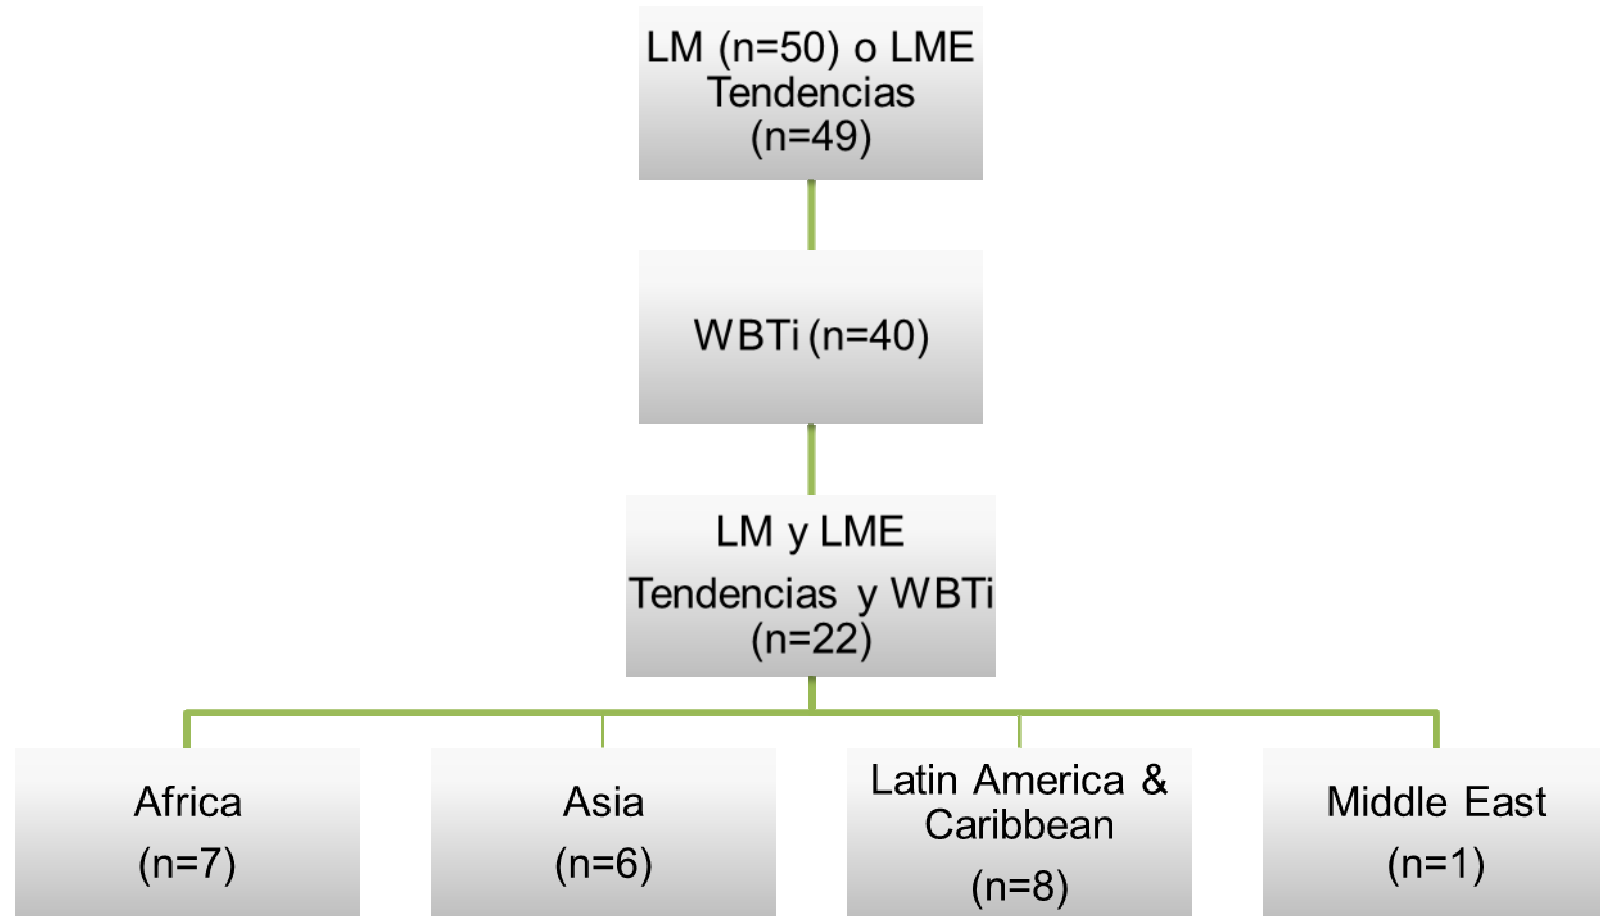 LM (n=50) o LME
Tendencias
(n=49)
WBTi (n=40)
LM y LME
Tendencias y WBTi
(n=22)
Africa
(n=7)
Asia
(n=6)
Latin America &
Caribbean
(n=8)
Middle East
(n=1)